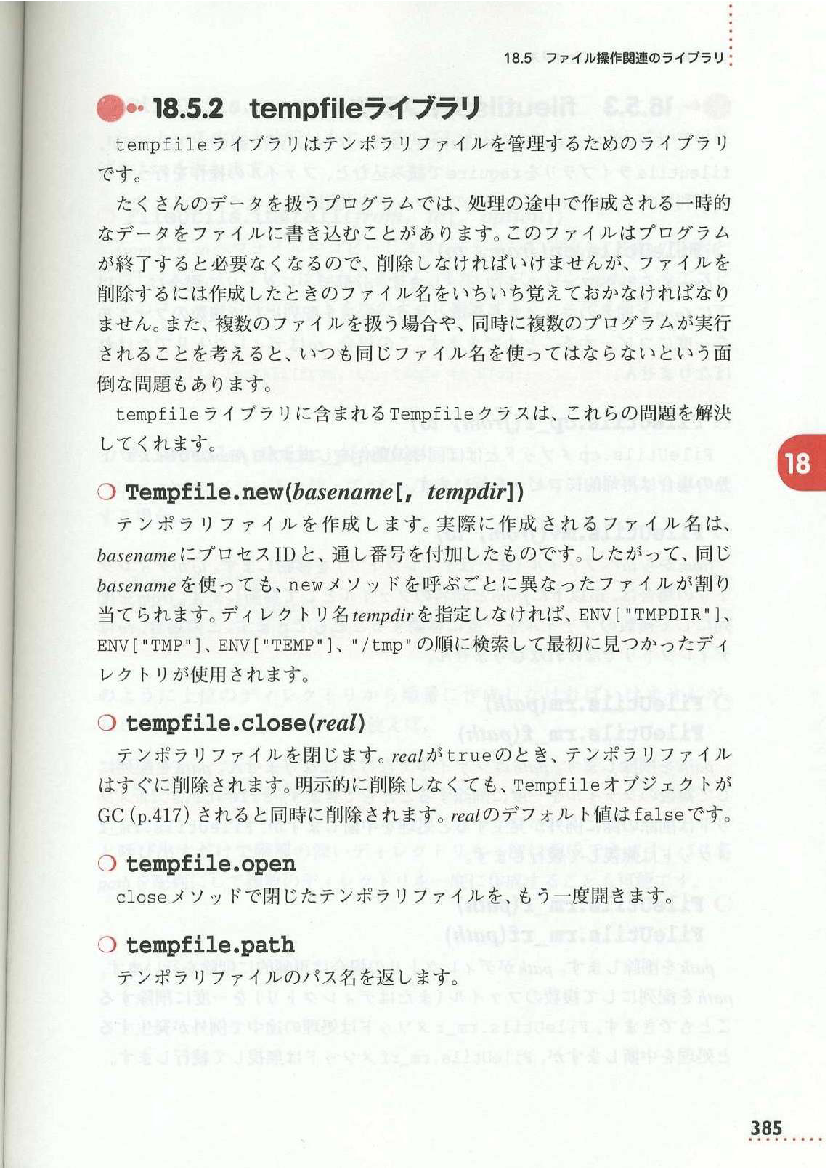 18.5 ファイル操作関連のライブラリ
18.5.2 tempfileライブラリ
tempfileライブラリはテンポラリファイルを管理するためのライブラリ
です。
たくさんのデータを扱うプログラムでは、処理の途中で作成される一時的
なデータをファイルに書き込むことがあります。このファイルはプログラム
が終了すると必要なくなるので、削除しなければいけませんが、ファイルを
削除するには作成したときのファイル名をいちいち覚えておかなければなり
ません。また、複数のファイルを扱う場合や、同時に複数のプログラムが実行
されることを考えると、いつも同じファイル名を使ってはならないという面
倒な問題もあります。
tempfileライブラリに含まれるTempfileクラスは、これらの問題を解決
してくれます。
18
❍ Tempfile.new(basename[, tempdir])
テンポラリファイルを作成します。実際に作成されるファイル名は、
basenameにプロセスIDと、通し番号を付加したものです。したがって、同じ
basenameを使っても、newメソッドを呼ぶごとに異なったファイルが割り
当てられます。ディレクトリ名tempdirを指定しなければ、ENV["TMPDIR"]、
ENV["TMP"]、ENV["TEMP"]、"/tmp"の順に検索して最初に見つかったディ
レクトリが使用されます。
❍ tempfile.close(real)
テンポラリファイルを閉じます。realがtrueのとき、テンポラリファイル
はすぐに削除されます。明示的に削除しなくても、Tempfileオブジェクトが
GC(p.417)されると同時に削除されます。realのデフォルト値はfalseです。
❍ tempfile.open
closeメソッドで閉じたテンポラリファイルを、もう一度開きます。
❍ tempfile.path
テンポラリファイルのパス名を返します。
385